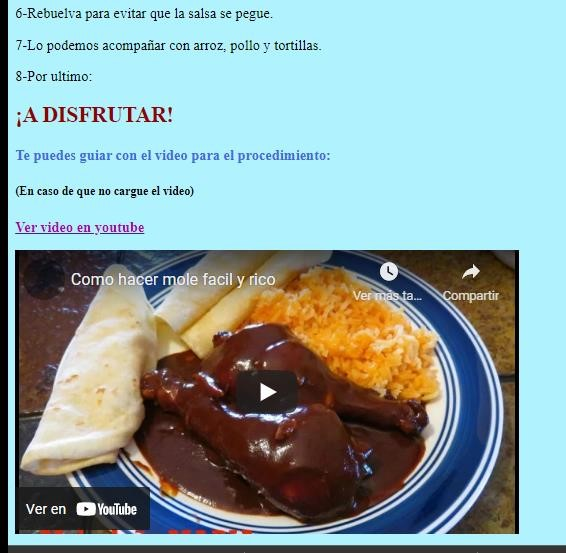 6-Rebuelva para evitar que la salsa se pegue.
7-Lo podemos acompañar con arroz, pollo y tortillas.
8-Por ultimo:
¡A DISFRUTAR!
Te puedes guiar con el video para el procedimiento:
(En caso de que no cargue el video)
Ver video en youtube
Como hacer mole facil y rico
Ver más ta...
Compartir
Ver en YouTube